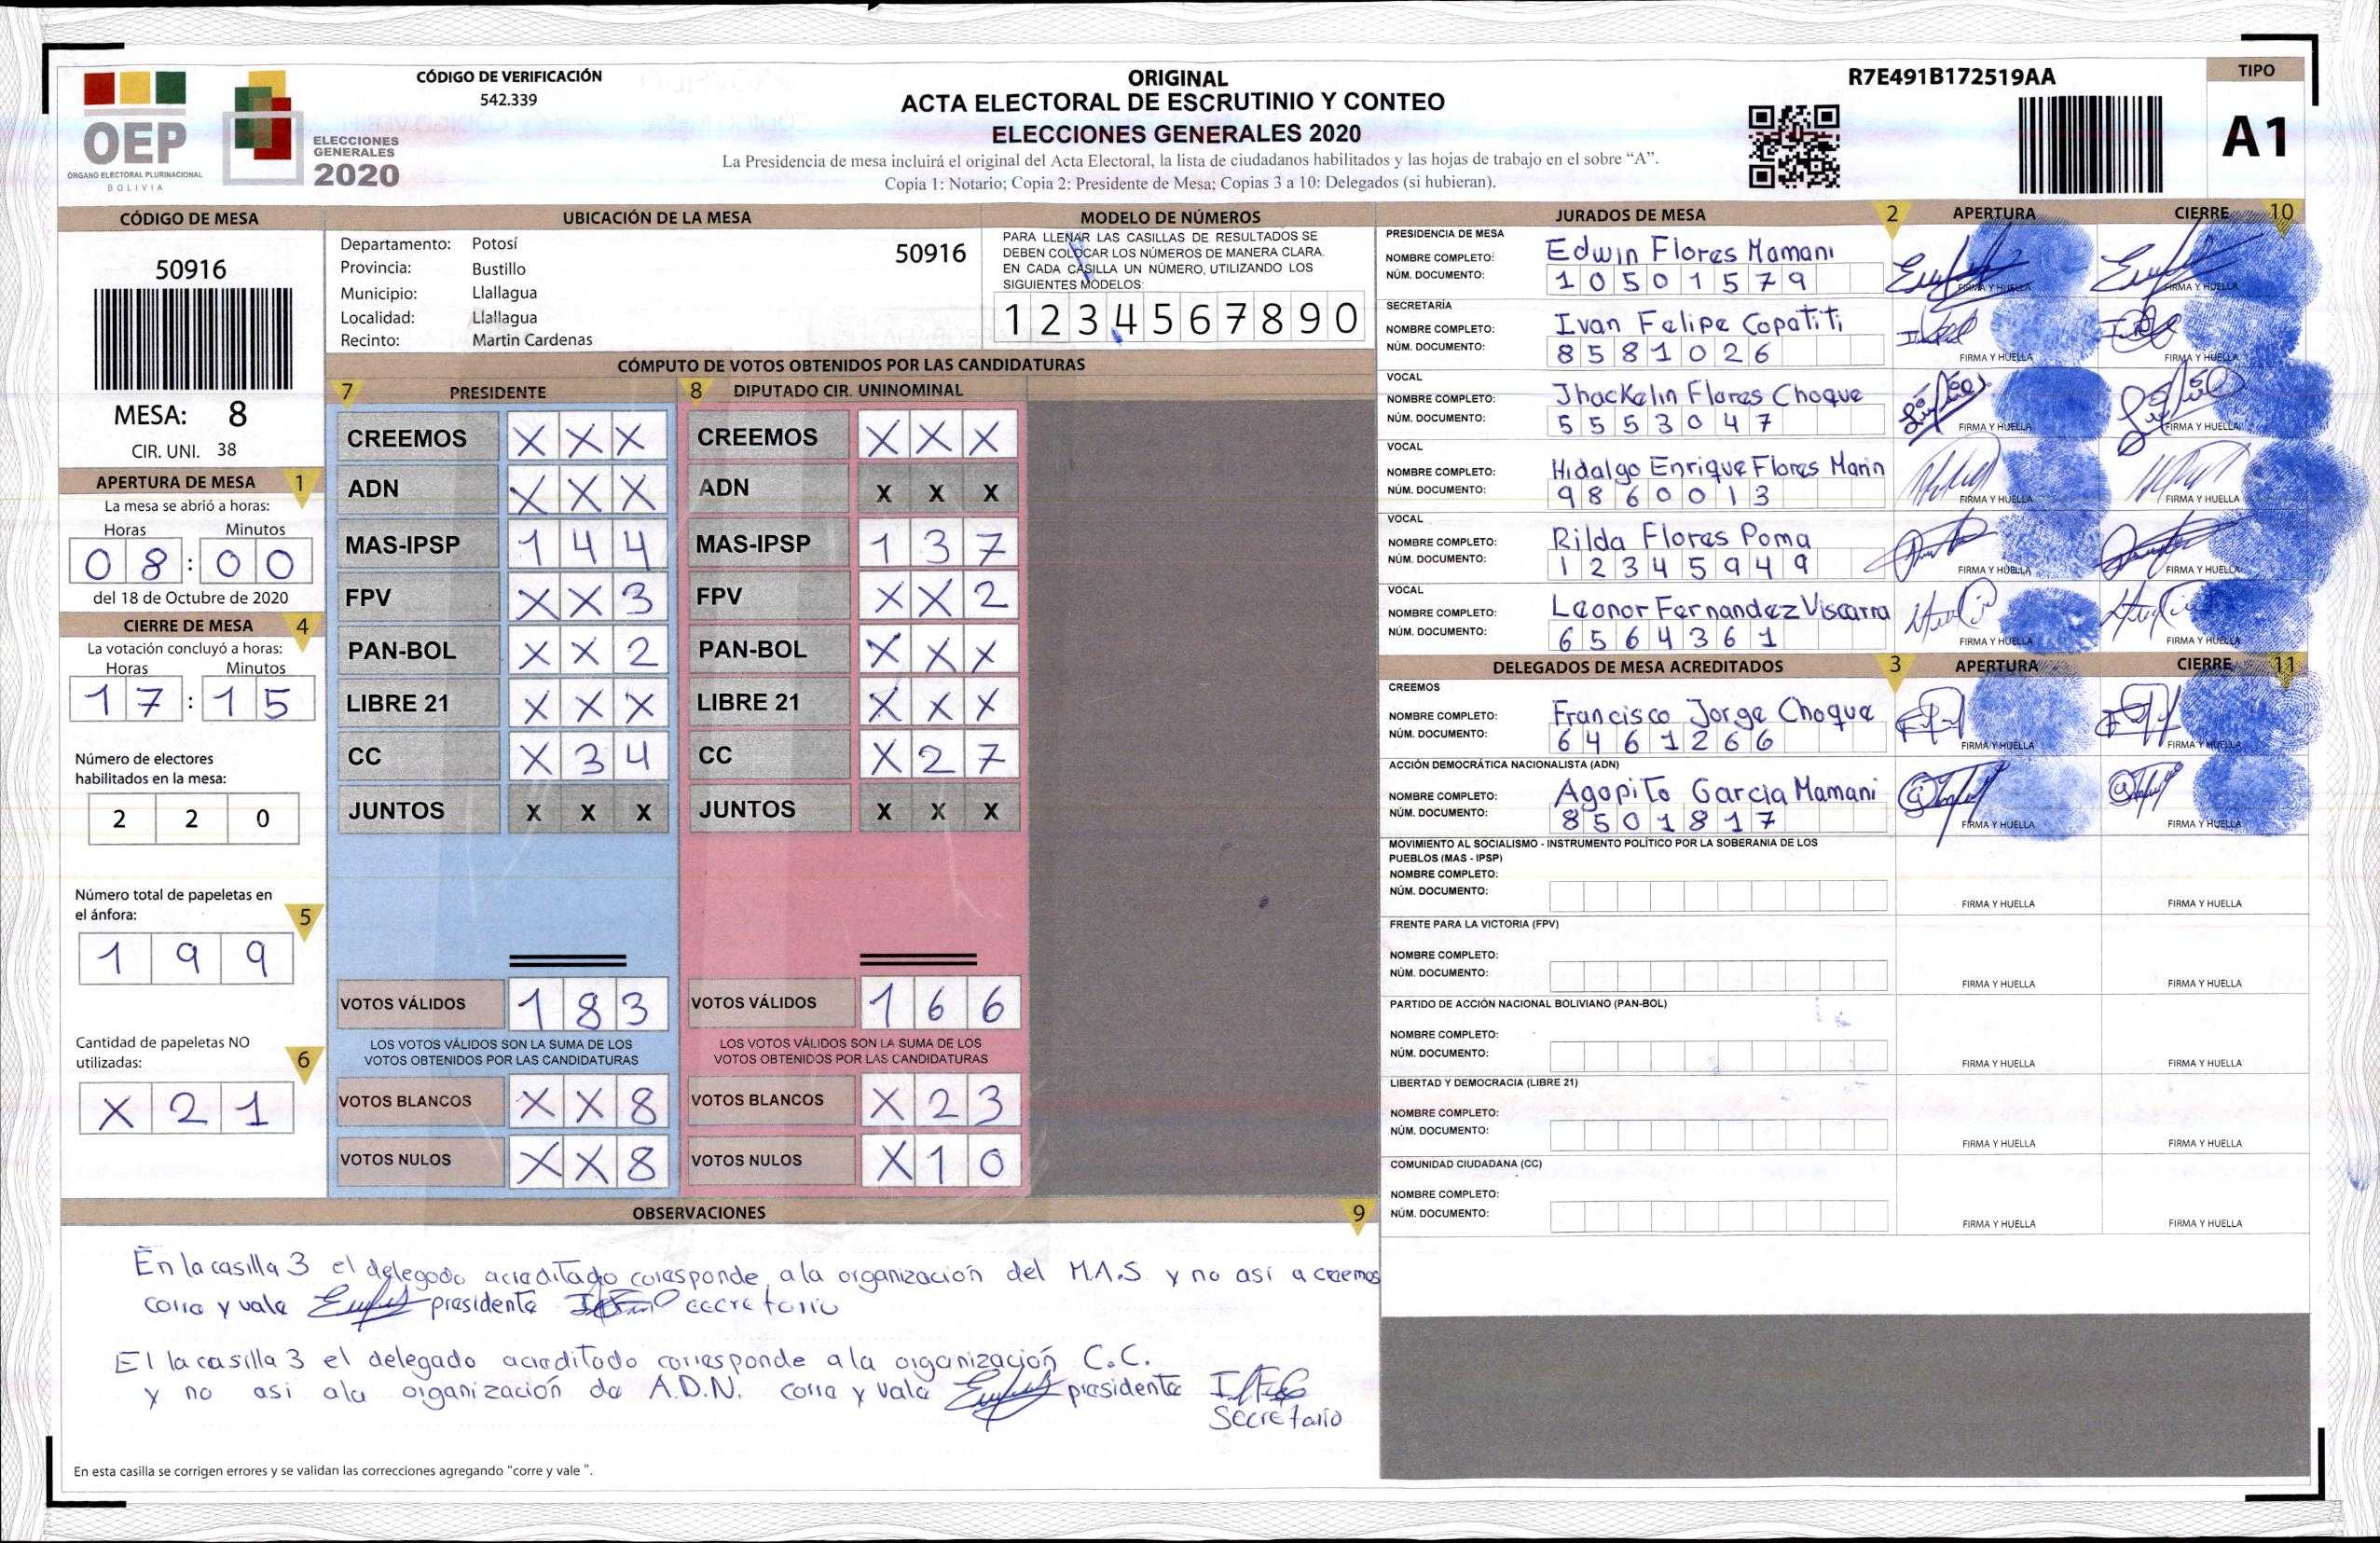 OEP
ÓRGANO ELECTORAL PLURINACIONAL
BOLIVIA
ELECCIONES
GENERALES
2020
CÓDIGO DE VERIFICACIÓN
542.339
ORIGINAL
ACTA ELECTORAL DE ESCRUTINIO Y CONTEO
ELECCIONES GENERALES 2020
La Presidencia de mesa incluirá el original del Acta Electoral, la lista de ciudadanos habilitados y las hojas de trabajo en el sobre “A”.
Copia 1: Notario; Copia 2: Presidente de Mesa; Copias 3 a 10: Delegados (si hubieran).
R7E491B172519AA
TIPO
A1
CÓDIGO DE MESA
50916
MESA: 8
CIR. UNI. 38
APERTURA DE MESA 1
La mesa se abrió a horas:
Horas Minutos
08:00
del 18 de Octubre de 2020
CIERRE DE MESA 4
La votación concluyó a horas:
Horas Minutos
17:15
Número de electores
habilitados en la mesa:
2 2 0
Número total de papeletas en
el ánfora: 5
1 9 9
Cantidad de papeletas NO
utilizadas: 6
X 2 1
UBICACIÓN DE LA MESA
Departamento: Potosí 50916
Provincia: Bustillo
Municipio: Llallagua
Localidad: Llallagua
Recinto: Martin Cardenas
MODELO DE NÚMEROS
PARA LLENAR LAS CASILLAS DE RESULTADOS SE
DEBEN COLOCAR LOS NÚMEROS DE MANERA CLARA.
EN CADA CASILLA UN NÚMERO, UTILIZANDO LOS
SIGUIENTES MODELOS:
1 2 3 4 5 6 7 8 9 0
CÓMPUTO DE VOTOS OBTENIDOS POR LAS CANDIDATURAS
7 PRESIDENTE
CREEMOS X X X
ADN X X X
MAS-IPSP 1 4 4
FPV X X 3
PAN-BOL X X 2
LIBRE 21 X X X
CC X 3 4
JUNTOS X X X
VOTOS VÁLIDOS 1 8 3
LOS VOTOS VÁLIDOS SON LA SUMA DE LOS
VOTOS OBTENIDOS POR LAS CANDIDATURAS
VOTOS BLANCOS X X 8
VOTOS NULOS X X 8
8 DIPUTADO CIR. UNINOMINAL
CREEMOS X X X
ADN X X X
MAS-IPSP 1 3 7
FPV X X 2
PAN-BOL X X X
LIBRE 21 X X X
CC X 2 7
JUNTOS X X X
VOTOS VÁLIDOS 1 6 6
LOS VOTOS VÁLIDOS SON LA SUMA DE LOS
VOTOS OBTENIDOS POR LAS CANDIDATURAS
VOTOS BLANCOS X 2 3
VOTOS NULOS X 1 0
JURADOS DE MESA 2 APERTURA CIERRE 10
PRESIDENCIA DE MESA
NOMBRE COMPLETO: Edwin Flores Mamani
NÚM. DOCUMENTO: 10501579 FIRMA Y HUELLA FIRMA Y HUELLA
SECRETARÍA
NOMBRE COMPLETO: Ivan Felipe Copatiti
NÚM. DOCUMENTO: 8581026 FIRMA Y HUELLA FIRMA Y HUELLA
VOCAL
NOMBRE COMPLETO: Jhackelin Flores Choque
NÚM. DOCUMENTO: 5553047 FIRMA Y HUELLA FIRMA Y HUELLA
VOCAL
NOMBRE COMPLETO: Hidalgo Enrique Flores Marin
NÚM. DOCUMENTO: 9860013 FIRMA Y HUELLA FIRMA Y HUELLA
VOCAL
NOMBRE COMPLETO: Rilda Flores Poma
NÚM. DOCUMENTO: 12345949 FIRMA Y HUELLA FIRMA Y HUELLA
VOCAL
NOMBRE COMPLETO: Leonor Fernandez Viscarra
NÚM. DOCUMENTO: 6564361 FIRMA Y HUELLA FIRMA Y HUELLA
DELEGADOS DE MESA ACREDITADOS 3 APERTURA CIERRE 11
CREEMOS
NOMBRE COMPLETO: Francisco Jorge Choque
NÚM. DOCUMENTO: 6461266 FIRMA Y HUELLA FIRMA Y HUELLA
ACCIÓN DEMOCRÁTICA NACIONALISTA (ADN)
NOMBRE COMPLETO: Agapito Garcia Mamani
NÚM. DOCUMENTO: 8501817 FIRMA Y HUELLA FIRMA Y HUELLA
MOVIMIENTO AL SOCIALISMO - INSTRUMENTO POLÍTICO POR LA SOBERANIA DE LOS
PUEBLOS (MAS - IPSP)
NOMBRE COMPLETO:
NÚM. DOCUMENTO: FIRMA Y HUELLA FIRMA Y HUELLA
FRENTE PARA LA VICTORIA (FPV)
NOMBRE COMPLETO:
NÚM. DOCUMENTO: FIRMA Y HUELLA FIRMA Y HUELLA
PARTIDO DE ACCIÓN NACIONAL BOLIVIANO (PAN-BOL)
NOMBRE COMPLETO:
NÚM. DOCUMENTO: FIRMA Y HUELLA FIRMA Y HUELLA
LIBERTAD Y DEMOCRACIA (LIBRE 21)
NOMBRE COMPLETO:
NÚM. DOCUMENTO: FIRMA Y HUELLA FIRMA Y HUELLA
COMUNIDAD CIUDADANA (CC)
NOMBRE COMPLETO:
NÚM. DOCUMENTO: FIRMA Y HUELLA FIRMA Y HUELLA
OBSERVACIONES 9
En la casilla 3 el delegado acreditado coresponde a la organización del M.A.S y no asi a creemos
corre y vale presidente secretario
El la casilla 3 el delegado acreditado corresponde a la organización C.C.
y no asi ala organización de A.D.N. corre y vale presidente
Secretario
En esta casilla se corrigen errores y se validan las correcciones agregando “corre y vale ”.